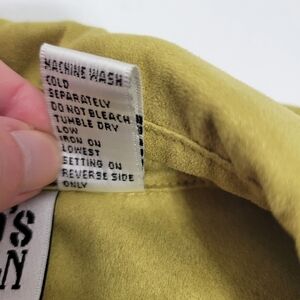 MACHINE WASH
COLD
SEPARATELY
DO NOT BLEACH
TUMBLE DRY
LOW
IRON ON
LOWEST
SETTING ON
REVERSE SIDE
ONLY